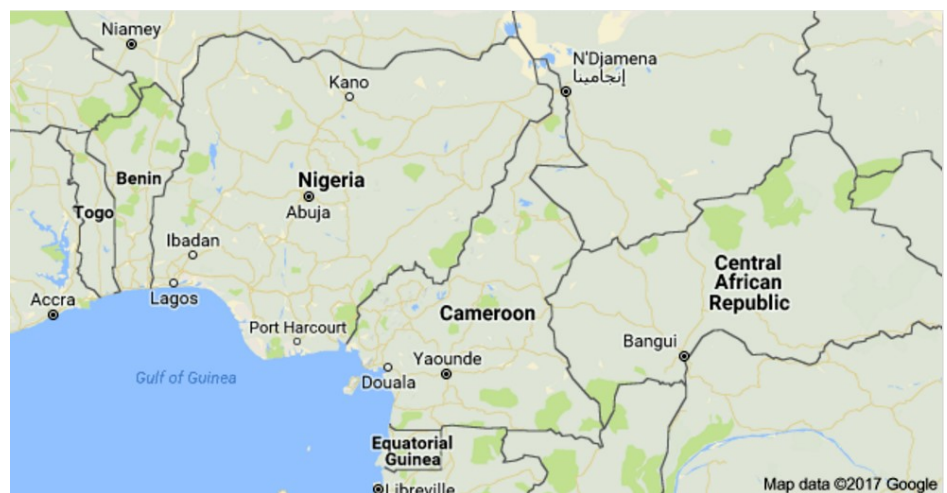 Niamey
N'Djamena
إنجامينا
Kano
Benin
Nigeria
Abuja
Togo
Ibadan
Central
African
Republic
Accra
Lagos
Cameroon
Port Harcourt
Bangui
Yaounde
Gulf of Guinea
Douala
Equatorial
Guinea
Libreville
Map data ©2017 Google